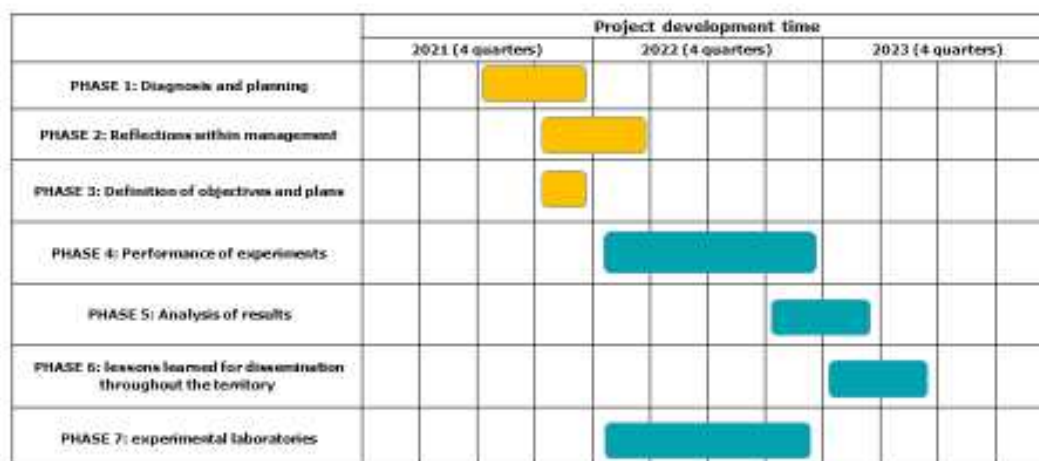 Project development time
2021 (4 quarters) 2022 (4 quarters) 2023 (4 quarters)
PHASE 1: Diagnosis and planning
PHASE 2: Reflections within management
PHASE 3: Definition of objectives and plans
PHASE 4: Performance of experiments
PHASE 5: Analysis of results
PHASE 6: lessons learned for dissemination
throughout the territory
PHASE 7: experimental laboratories